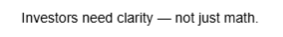 Investors need clarity — not just math.